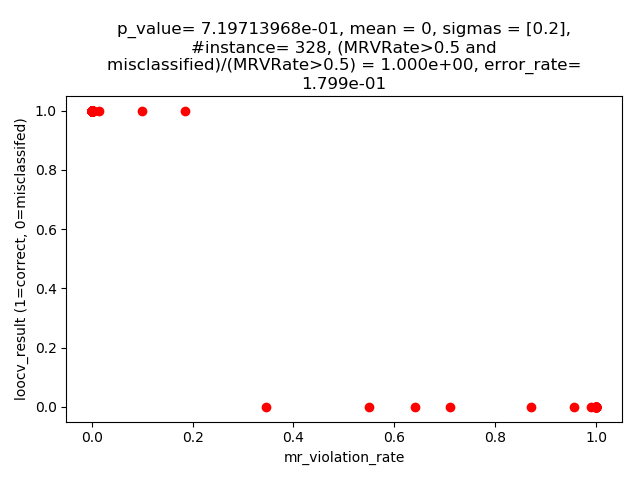 p_value= 7.19713968e-01, mean = 0, sigmas = [0.2],
#instance= 328, (MRVRate>0.5 and
misclassified)/(MRVRate>0.5) = 1.000e+00, error_rate=
1.799e-01
loocv_result (1=correct, 0=misclassifed)
1.0
0.8
0.6
0.4
0.2
0.0
0.0 0.2 0.4 0.6 0.8 1.0
mr_violation_rate